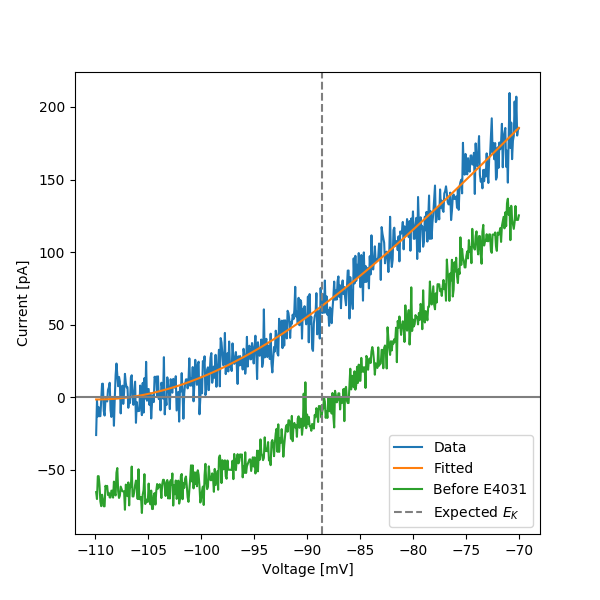 200
150
100
50
0
−50
Current [pA]
−110 −105 −100 −95 −90 −85 −80 −75 −70
Voltage [mV]
Data
Fitted
Before E4031
Expected E_K